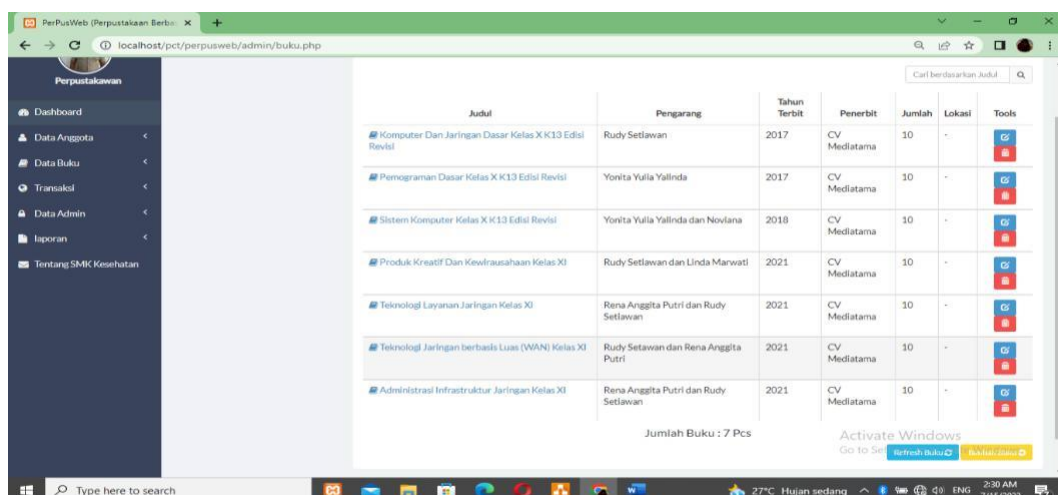 PerPusWeb (Perpustakaan Berba
localhost/pct/perpusweb/admin/buku.php
Perpustakawan
Cari berdasarkan Judul
Dashboard
Data Anggota
Data Buku
Transaksi
Data Admin
laporan
Tentang SMK Kesehatan
Judul Pengarang Tahun Terbit Penerbit Jumlah Lokasi Tools
Komputer Dan Jaringan Dasar Kelas X K13 Edisi Rudy Setiawan 2017 CV 10 -
Revisi Mediatama
Pemograman Dasar Kelas X K13 Edisi Revisi Yonita Yulia Yalinda 2017 CV 10 -
Mediatama
Sistem Komputer Kelas X K13 Edisi Revisi Yonita Yulia Yalinda dan Noviana 2018 CV 10 -
Mediatama
Produk Kreatif Dan Kewirausahaan Kelas XI Rudy Setiawan dan Linda Marwati 2021 CV 10 -
Mediatama
Teknologi Layanan Jaringan Kelas XI Rena Anggita Putri dan Rudy 2021 CV 10 -
Setiawan Mediatama
Teknologi Jaringan berbasis Luas (WAN) Kelas XI Rudy Setawan dan Rena Anggita 2021 CV 10 -
Putri Mediatama
Administrasi Infrastruktur Jaringan Kelas XI Rena Anggita Putri dan Rudy 2021 CV 10 -
Setiawan Mediatama
Jumlah Buku : 7 Pcs
Activate Windows
Go to
Refresh Buku
Type here to search
27°C Hujan sedang
ENG
2:30 AM